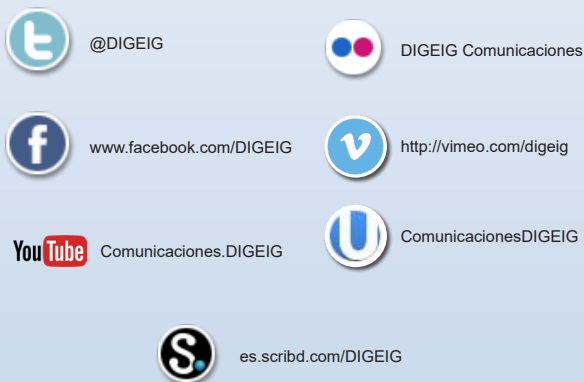 @DIGEIG
DIGEIG Comunicaciones
www.facebook.com/DIGEIG
http://vimeo.com/digeig
You Tube
Comunicaciones.DIGEIG
ComunicacionesDIGEIG
es.scribd.com/DIGEIG